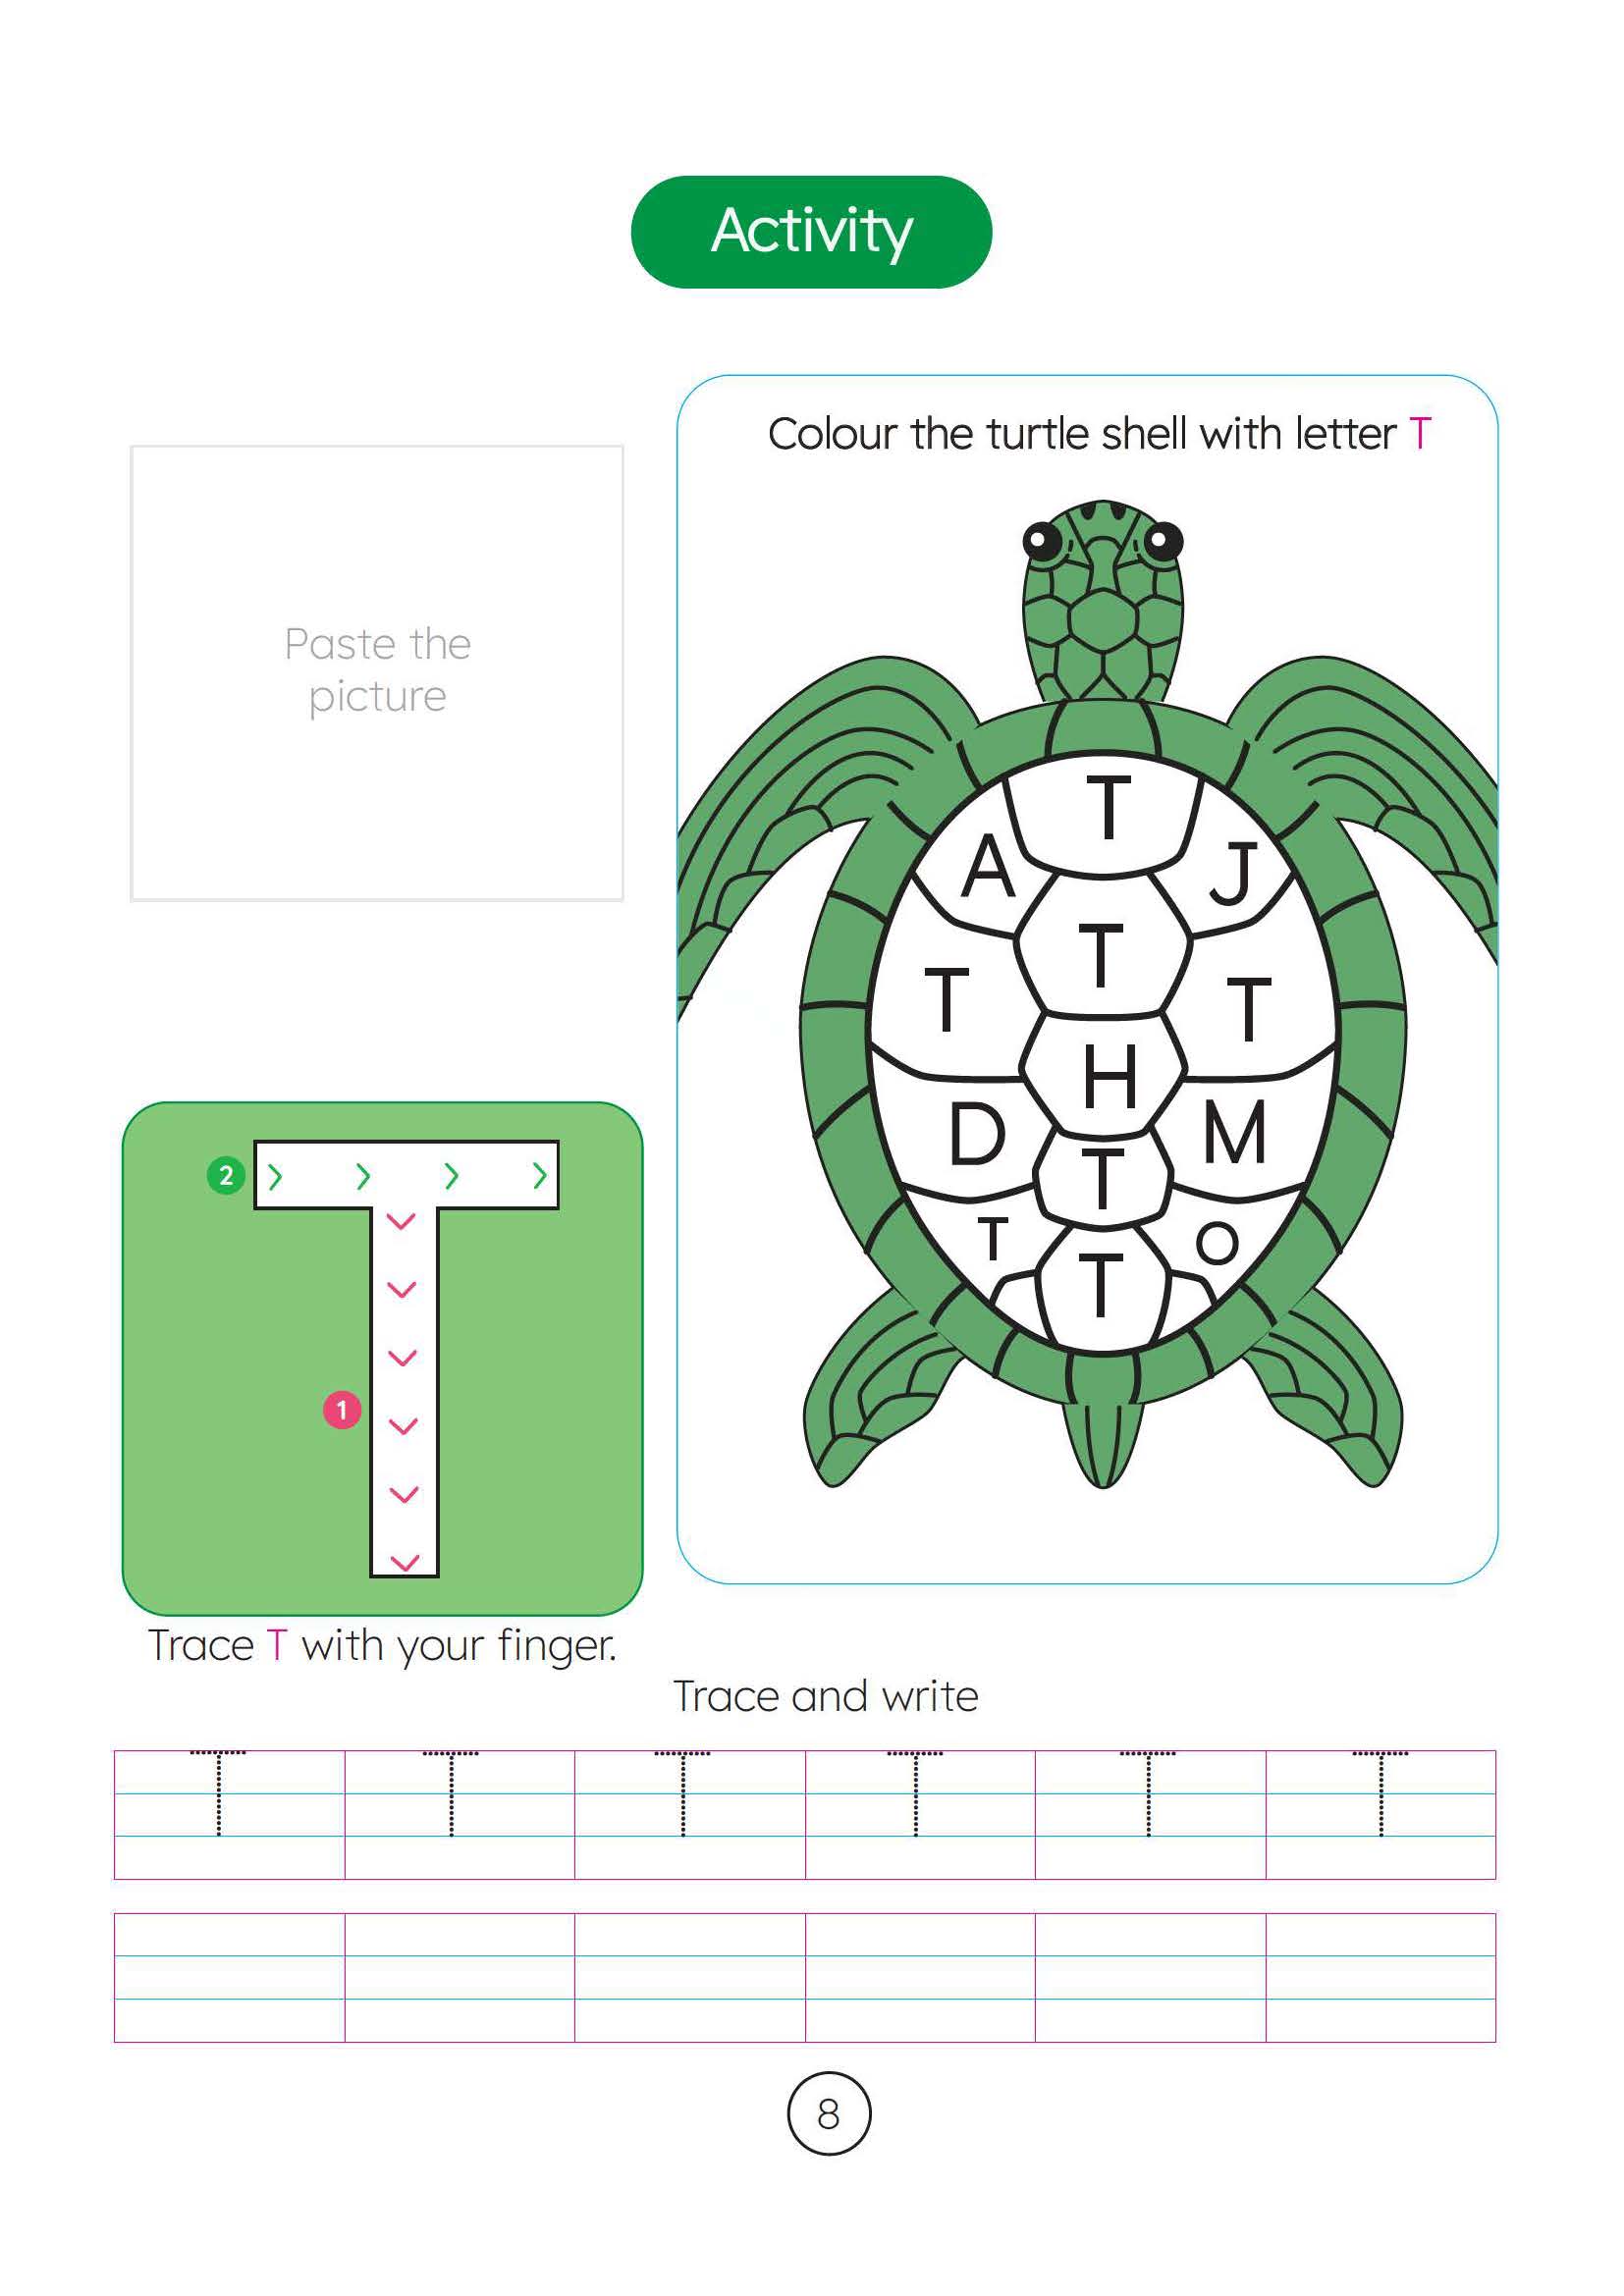 Activity
Paste the
picture
Colour the turtle shell with letter T
T
A
J
T
T
T
H
D
M
T
T
O
T
2
1
Trace T with your finger.
Trace and write
T T T T T T
8